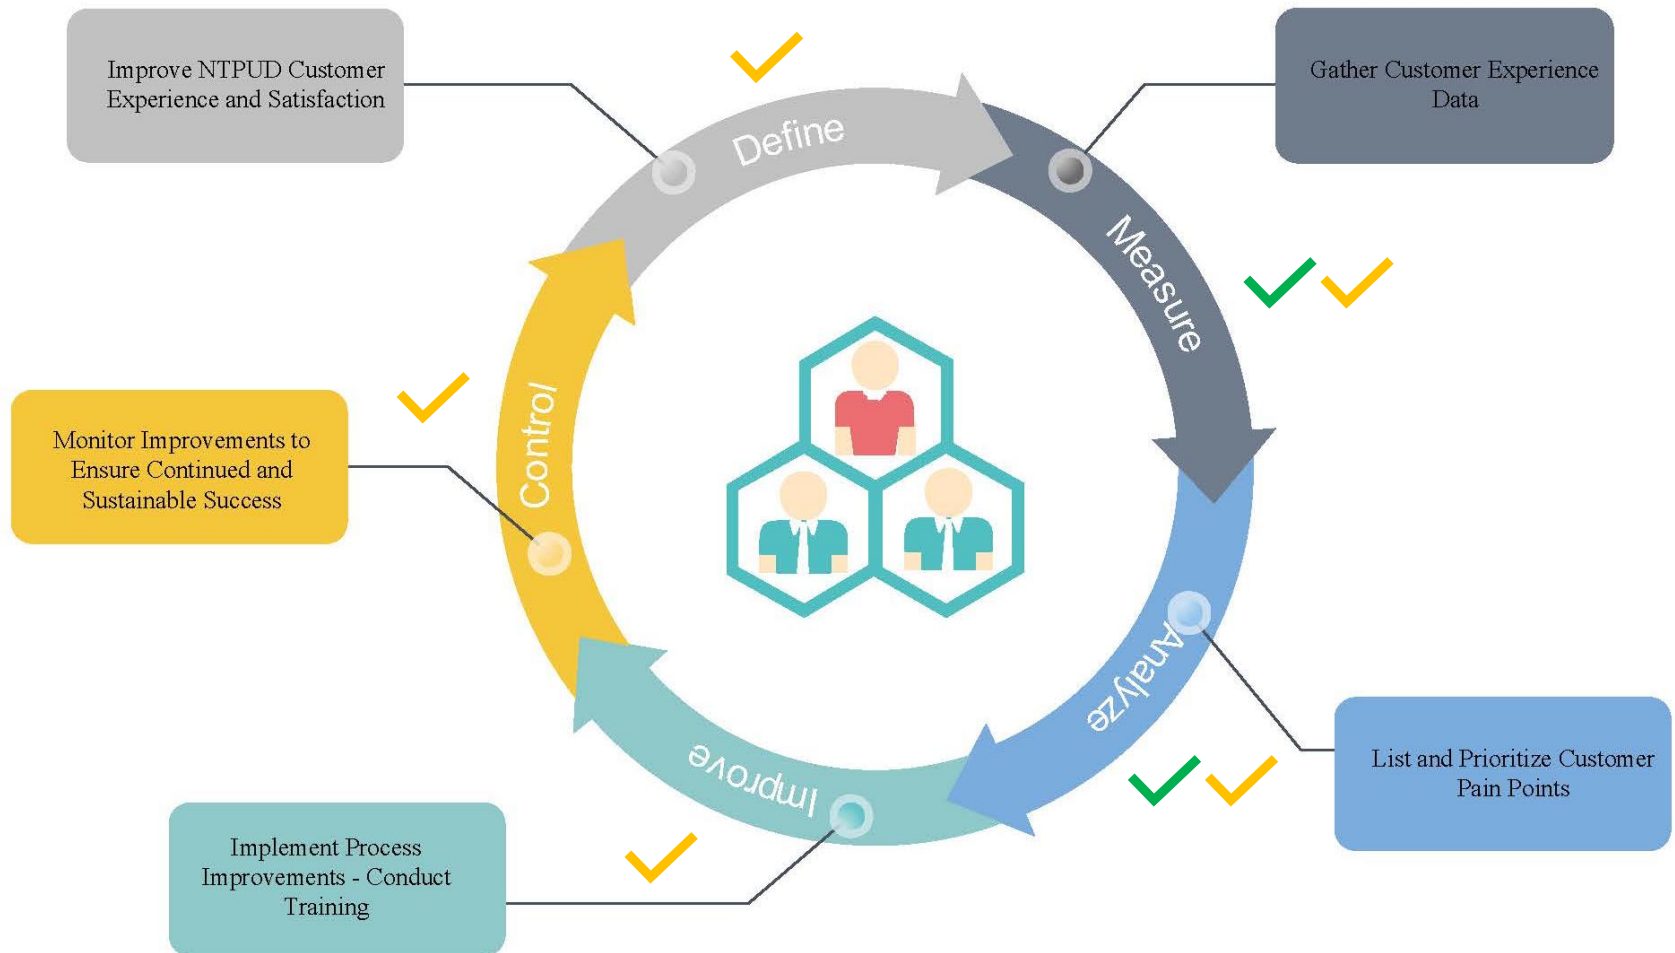 Improve NTPUD Customer
Experience and Satisfaction
Define
Gather Customer Experience
Data
Measure
List and Prioritize Customer
Pain Points
Analyze
Implement Process
Improvements - Conduct
Training
Improve
Monitor Improvements to
Ensure Continued and
Sustainable Success
Control